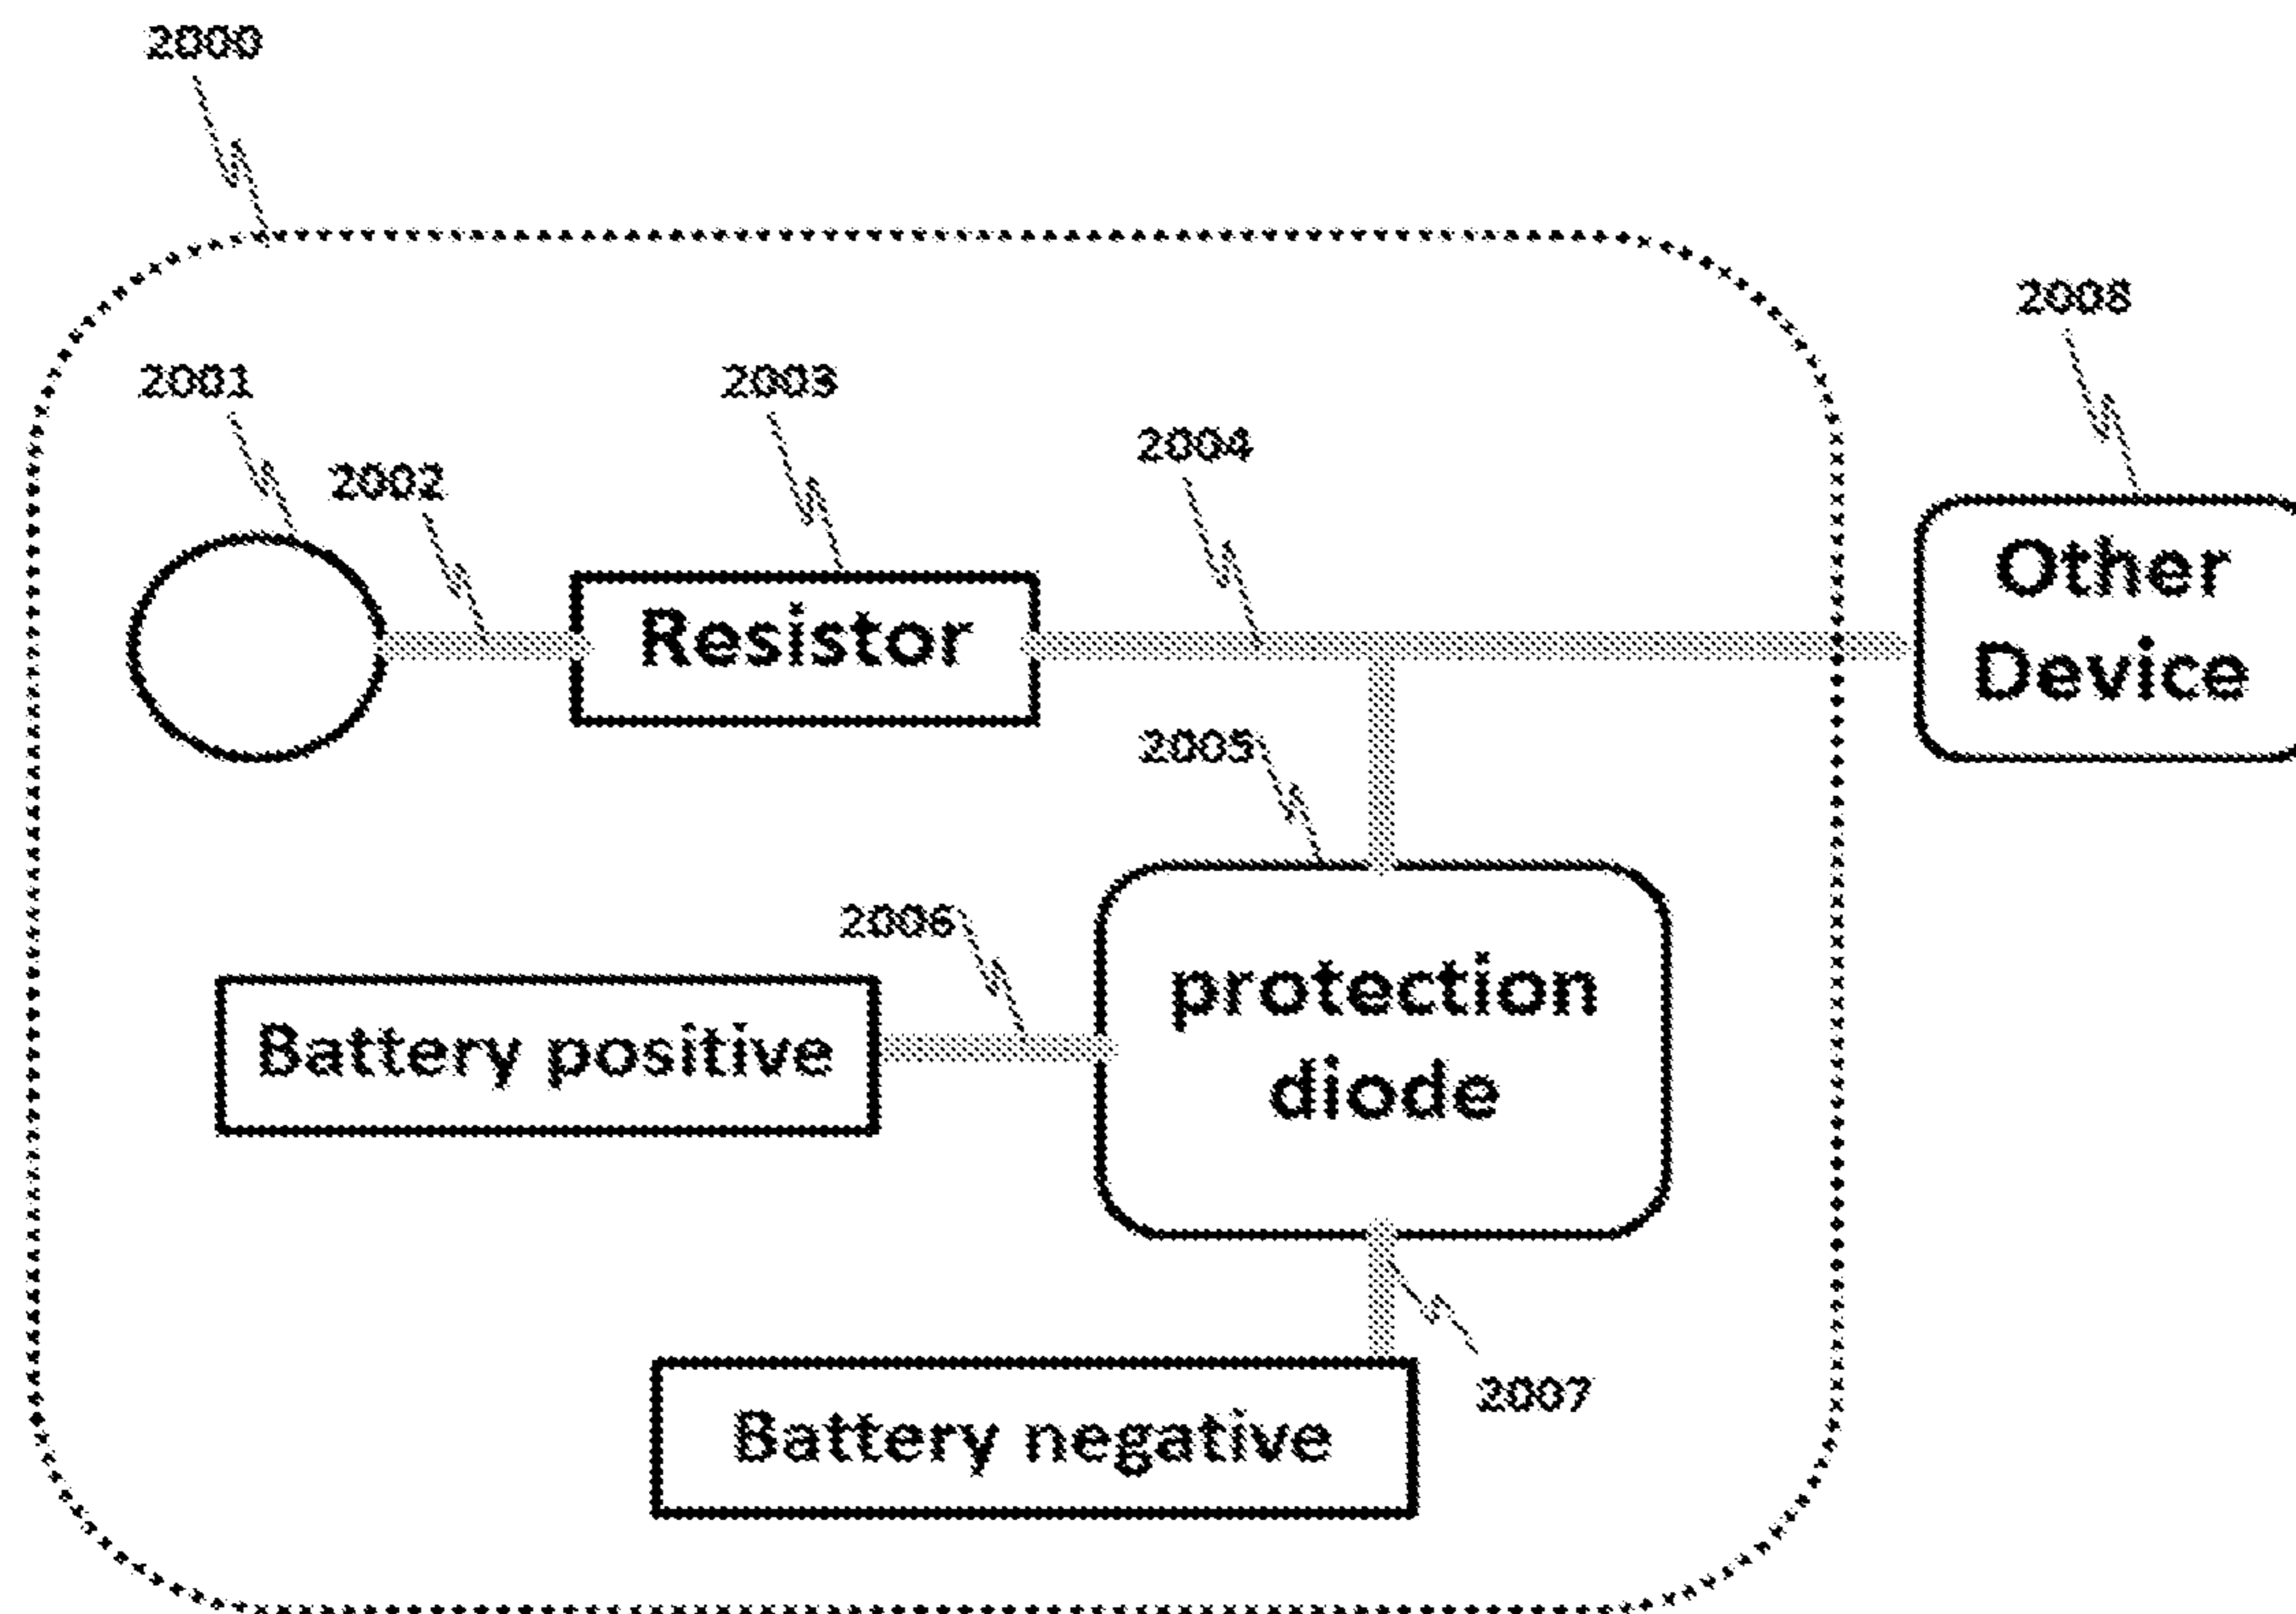 2000
2008
2001
2003
2004
2002
Other
Device
Resistor
2005
2006
protection
diode
Battery positive
2007
Battery negative